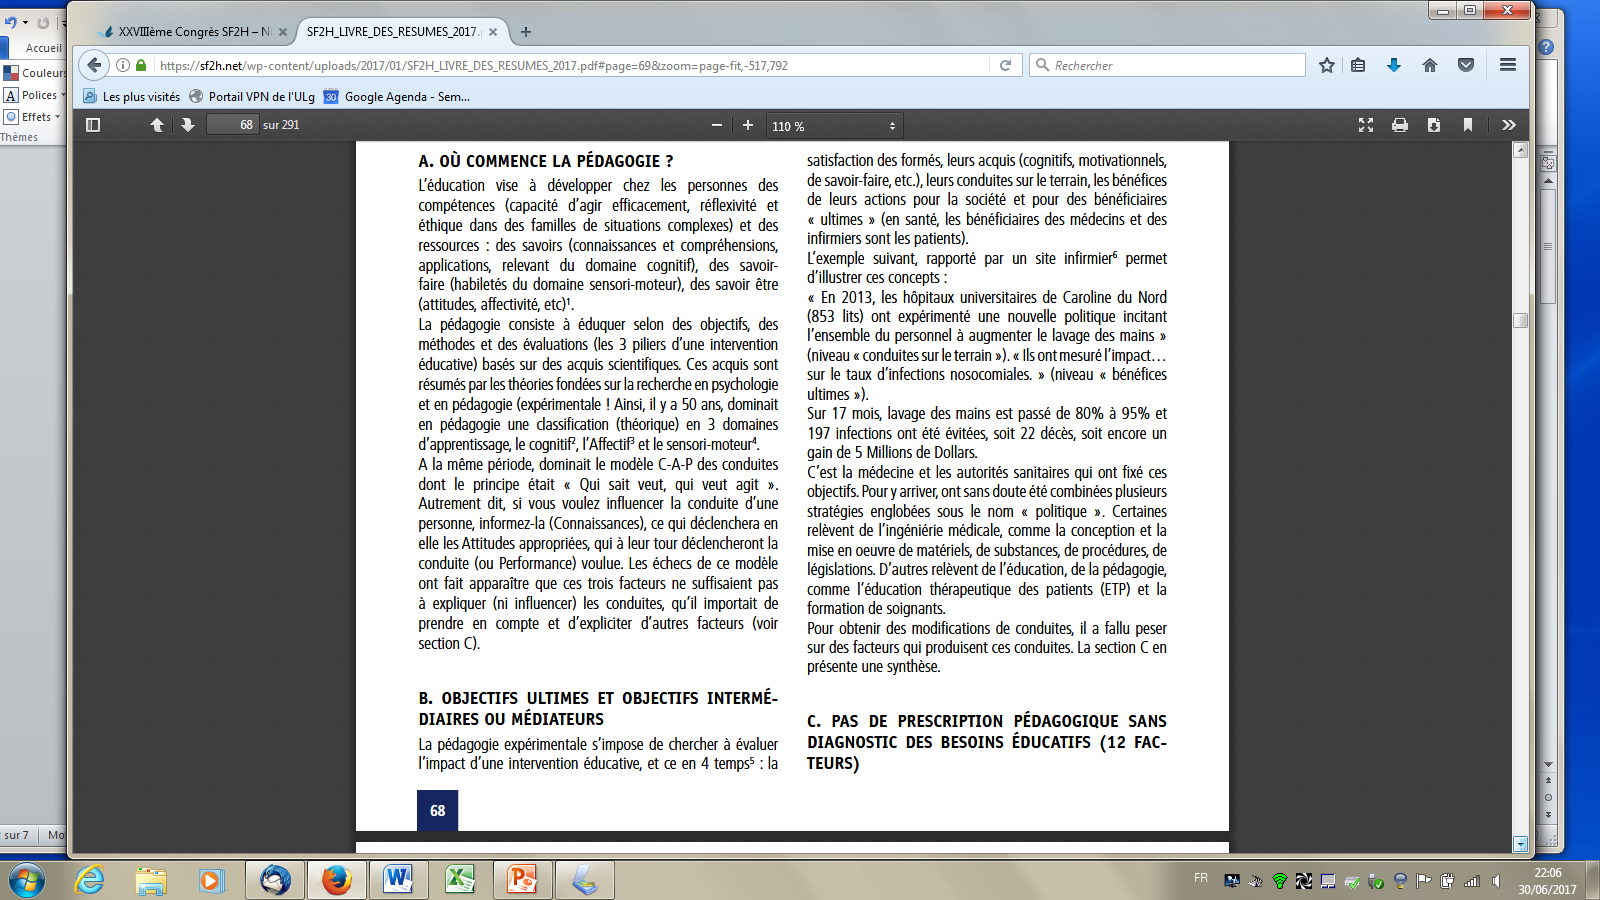 XXVIIIème Congrès SF2H – Ni
SF2H_LIVRE_DES_RESUMES_2017.
Accueil
https://sf2h.net/wp-content/uploads/2017/01/SF2H_LIVRE_DES_RESUMES_2017.pdf#page=69&zoom=page-fit,-517,792
Rechercher
Couleurs
Polices
Effets
Thèmes
Les plus visités
Portail VPN de l'ULg
30
Google Agenda - Sem...
68
sur 291
110 %
A. OÙ COMMENCE LA PÉDAGOGIE ?
L’éducation vise à développer chez les personnes des
compétences (capacité d’agir efficacement, réflexivité et
éthique dans des familles de situations complexes) et des
ressources : des savoirs (connaissances et compréhensions,
applications, relevant du domaine cognitif), des savoir-
faire (habiletés du domaine sensori-moteur), des savoir être
(attitudes, affectivité, etc)¹.
La pédagogie consiste à éduquer selon des objectifs, des
méthodes et des évaluations (les 3 piliers d’une intervention
éducative) basés sur des acquis scientifiques. Ces acquis sont
résumés par les théories fondées sur la recherche en psychologie
et en pédagogie (expérimentale ! Ainsi, il y a 50 ans, dominait
en pédagogie une classification (théorique) en 3 domaines
d’apprentissage, le cognitif², l’Affectif³ et le sensori-moteur⁴.
A la même période, dominait le modèle C-A-P des conduites
dont le principe était « Qui sait veut, qui veut agit ».
Autrement dit, si vous voulez influencer la conduite d’une
personne, informez-la (Connaissances), ce qui déclenchera en
elle les Attitudes appropriées, qui à leur tour déclencheront la
conduite (ou Performance) voulue. Les échecs de ce modèle
ont fait apparaître que ces trois facteurs ne suffisaient pas
à expliquer (ni influencer) les conduites, qu’il importait de
prendre en compte et d’expliciter d’autres facteurs (voir
section C).
B. OBJECTIFS ULTIMES ET OBJECTIFS INTERMÉ-
DIAIRES OU MÉDIATEURS
La pédagogie expérimentale s’impose de chercher à évaluer
l’impact d’une intervention éducative, et ce en 4 temps⁵ : la
68
satisfaction des formés, leurs acquis (cognitifs, motivationnels,
de savoir-faire, etc.), leurs conduites sur le terrain, les bénéfices
de leurs actions pour la société et pour des bénéficiaires
« ultimes » (en santé, les bénéficiaires des médecins et des
infirmiers sont les patients).
L’exemple suivant, rapporté par un site infirmier⁶ permet
d’illustrer ces concepts :
« En 2013, les hôpitaux universitaires de Caroline du Nord
(853 lits) ont expérimenté une nouvelle politique incitant
l’ensemble du personnel à augmenter le lavage des mains »
(niveau « conduites sur le terrain »). « Ils ont mesuré l’impact…
sur le taux d’infections nosocomiales. » (niveau « bénéfices
ultimes »).
Sur 17 mois, lavage des mains est passé de 80% à 95% et
197 infections ont été évitées, soit 22 décès, soit encore un
gain de 5 Millions de Dollars.
C’est la médecine et les autorités sanitaires qui ont fixé ces
objectifs. Pour y arriver, ont sans doute été combinées plusieurs
stratégies englobées sous le nom « politique ». Certaines
relèvent de l’ingéniérie médicale, comme la conception et la
mise en oeuvre de matériels, de substances, de procédures, de
législations. D’autres relèvent de l’éducation, de la pédagogie,
comme l’éducation thérapeutique des patients (ETP) et la
formation de soignants.
Pour obtenir des modifications de conduites, il a fallu peser
sur des facteurs qui produisent ces conduites. La section C en
présente une synthèse.
C. PAS DE PRESCRIPTION PÉDAGOGIQUE SANS
DIAGNOSTIC DES BESOINS ÉDUCATIFS (12 FAC-
TEURS)
sur 7
Mo
FR
22:06
30/06/2017